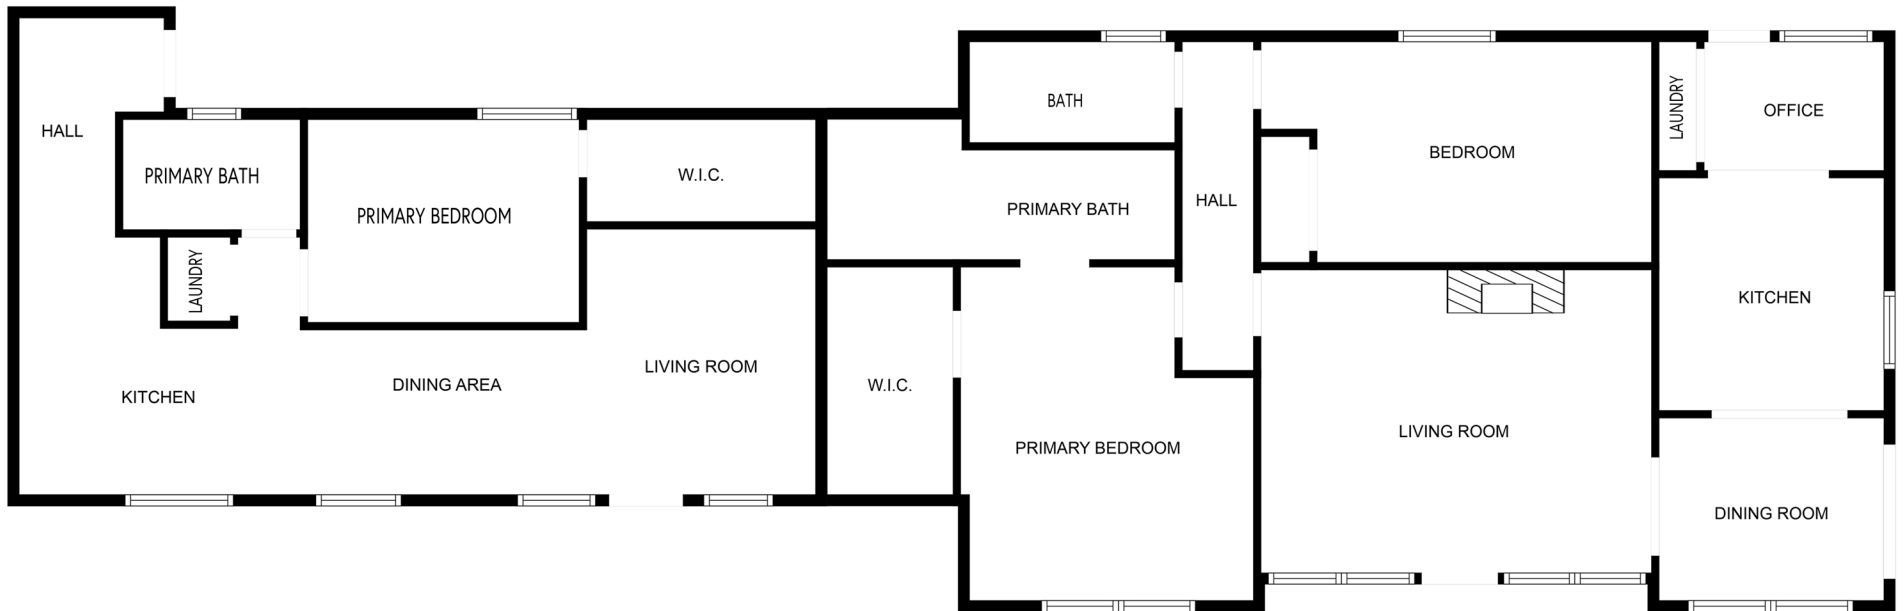 HALL
PRIMARY BATH
LAUNDRY
PRIMARY BEDROOM
W.I.C.
KITCHEN
DINING AREA
LIVING ROOM
BATH
PRIMARY BATH
HALL
W.I.C.
PRIMARY BEDROOM
BEDROOM
LIVING ROOM
LAUNDRY
OFFICE
KITCHEN
DINING ROOM